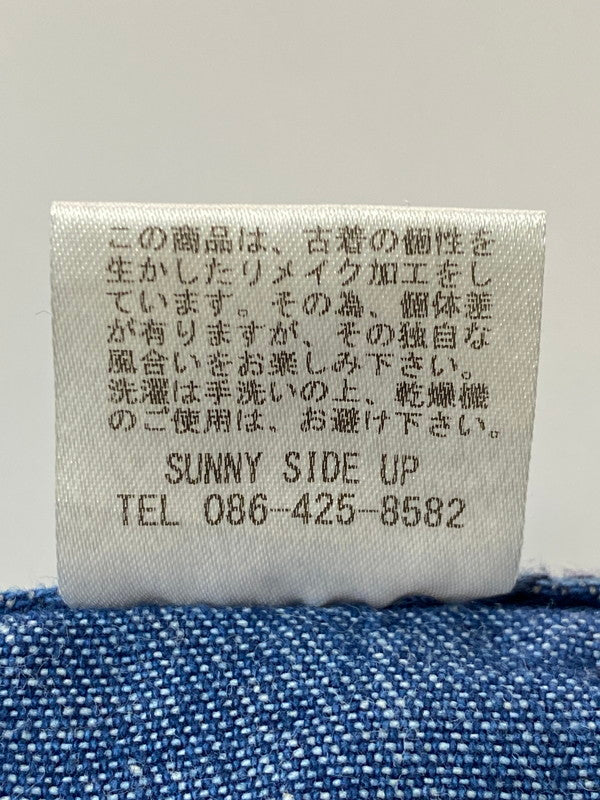 この商品は、古着の個性を
生かしたリメイク加工をし
ています。その為、個体差
が有りますが、その独自な
風合いをお楽しみ下さい。
洗濯は手洗いの上、乾燥機
のご使用は、お避け下さい。
SUNNY SIDE UP
TEL 086-425-8582